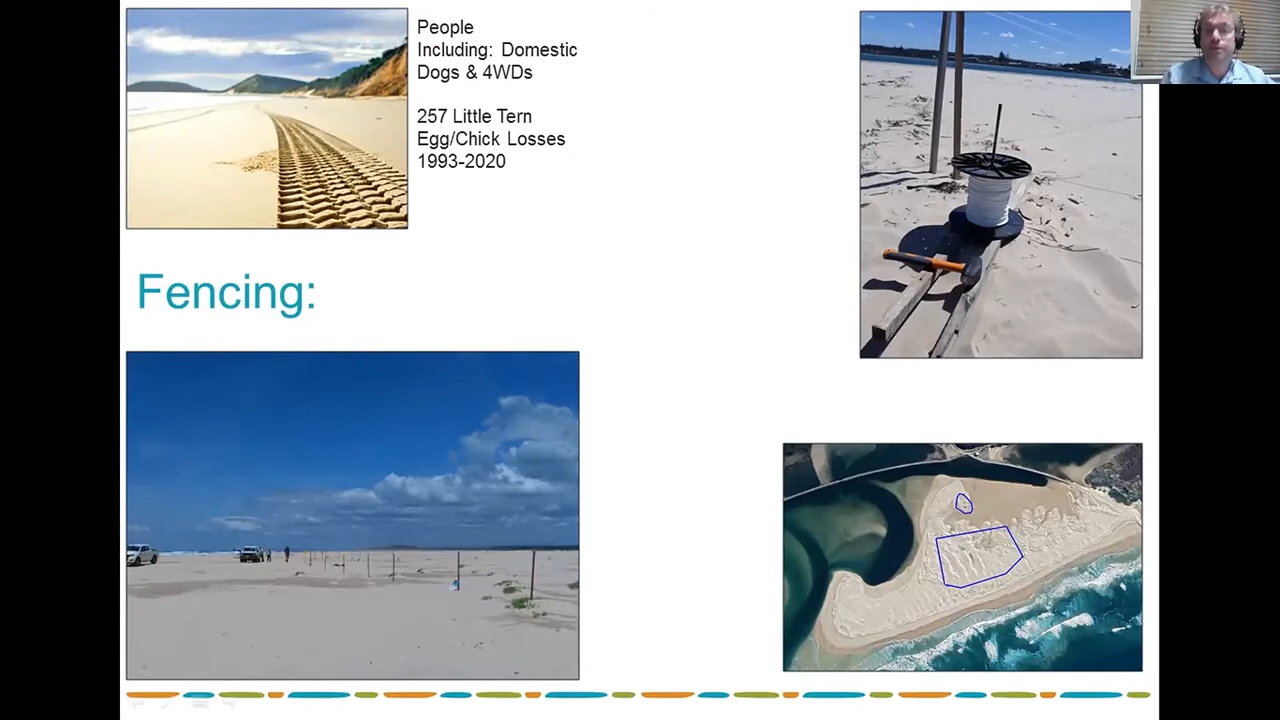 People
Including: Domestic
Dogs & 4WDs
257 Little Tern
Egg/Chick Losses
1993-2020
Fencing: